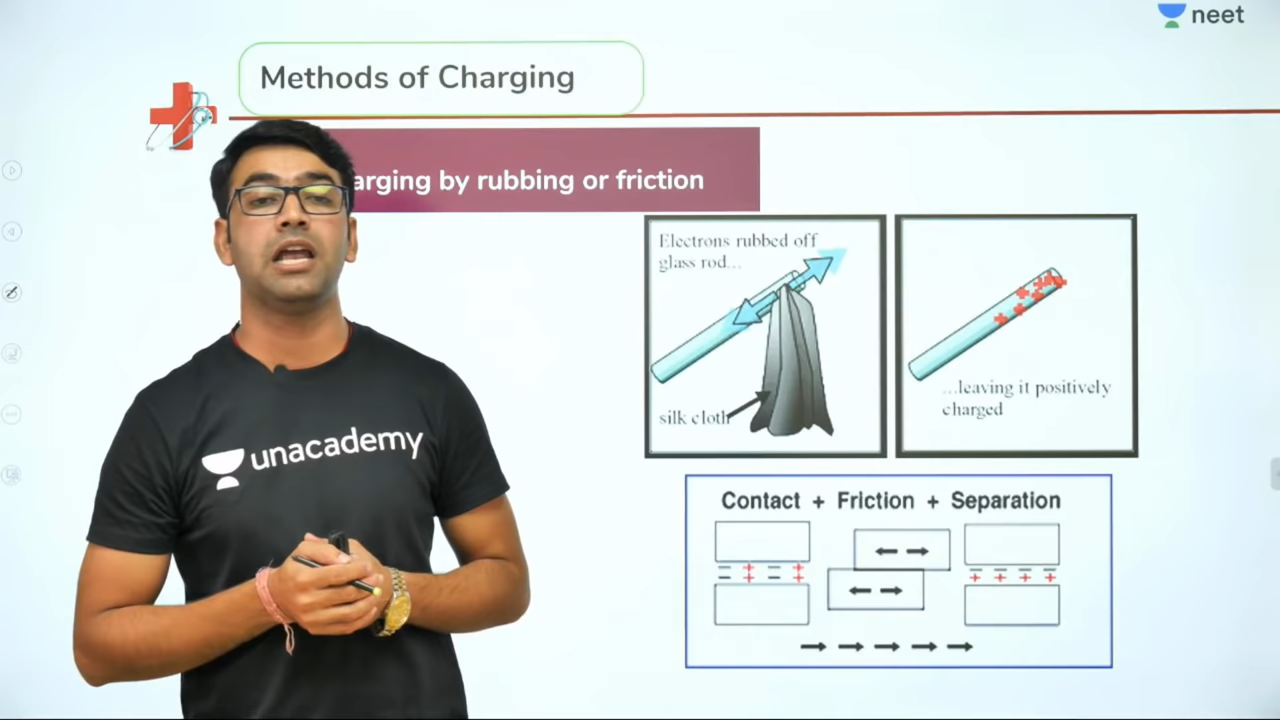 neet
Methods of Charging
arging by rubbing or friction
Electrons rubbed off
glass rod...
silk cloth
...leaving it positively
charged
unacademy
Contact + Friction + Separation